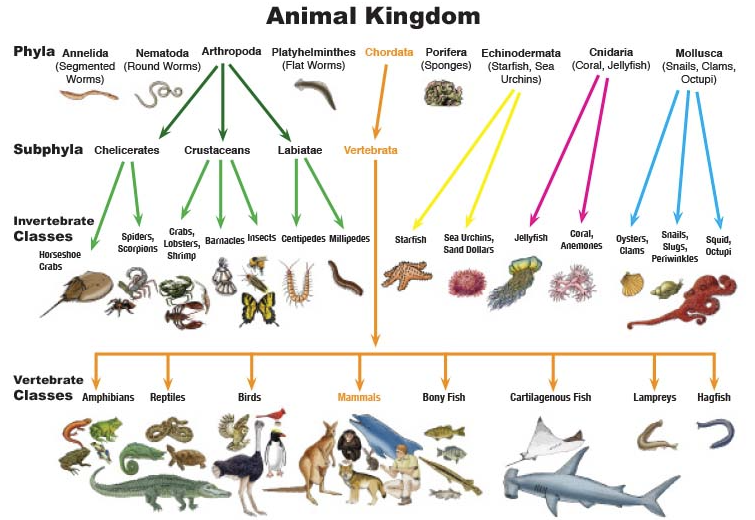 Animal Kingdom
Phyla
Annelida
(Segmented
Worms)
Nematoda
(Round Worms)
Arthropoda
Platyhelminthes
(Flat Worms)
Chordata
Porifera
(Sponges)
Echinodermata
(Starfish, Sea
Urchins)
Cnidaria
(Coral, Jellyfish)
Mollusca
(Snails, Clams,
Octupi)
Subphyla
Chelicerates
Crustaceans
Labiatae
Vertebrata
Invertebrate
Classes
Horseshoe
Grabs
Spiders,
Scorpions
Grabs,
Lobsters,
Shrimp
Barnacles
Insects
Centipedes
Millipedes
Starfish
Sea Urchins,
Sand Dollars
Jellyfish
Coral,
Anemones
Oysters,
Clams
Snails,
Slugs,
Periwinkles
Squid,
Octupi
Vertebrate
Classes
Amphibians
Reptiles
Birds
Mammals
Bony Fish
Cartilagenous Fish
Lampreys
Hagfish